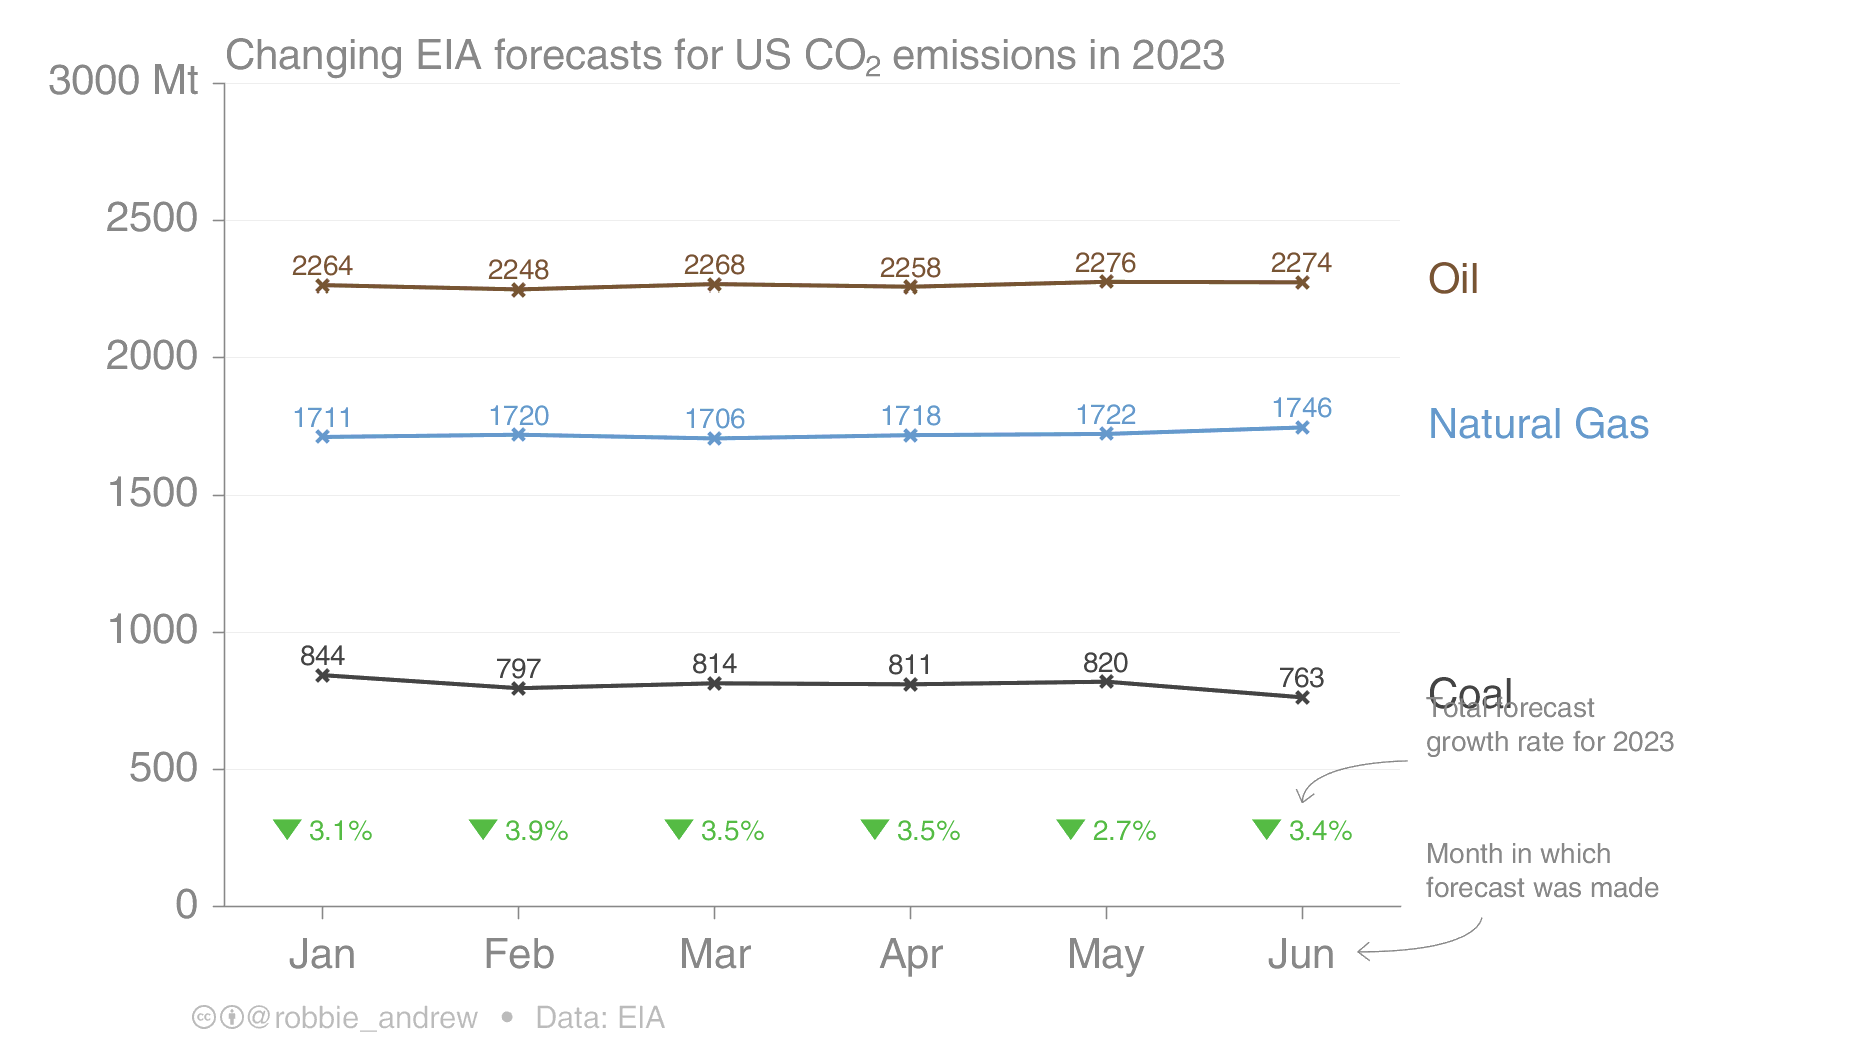 Changing EIA forecasts for US CO₂ emissions in 2023
3000 Mt
2500
2000
1500
1000
500
0
2264 2248 2268 2258 2276 2274
Oil
1711 1720 1706 1718 1722 1746
Natural Gas
844 797 814 811 820 763
Coal
Total forecast
growth rate for 2023
▼ 3.1% ▼ 3.9% ▼ 3.5% ▼ 3.5% ▼ 2.7% ▼ 3.4%
Month in which
forecast was made
Jan Feb Mar Apr May Jun
cc @robbie_andrew • Data: EIA